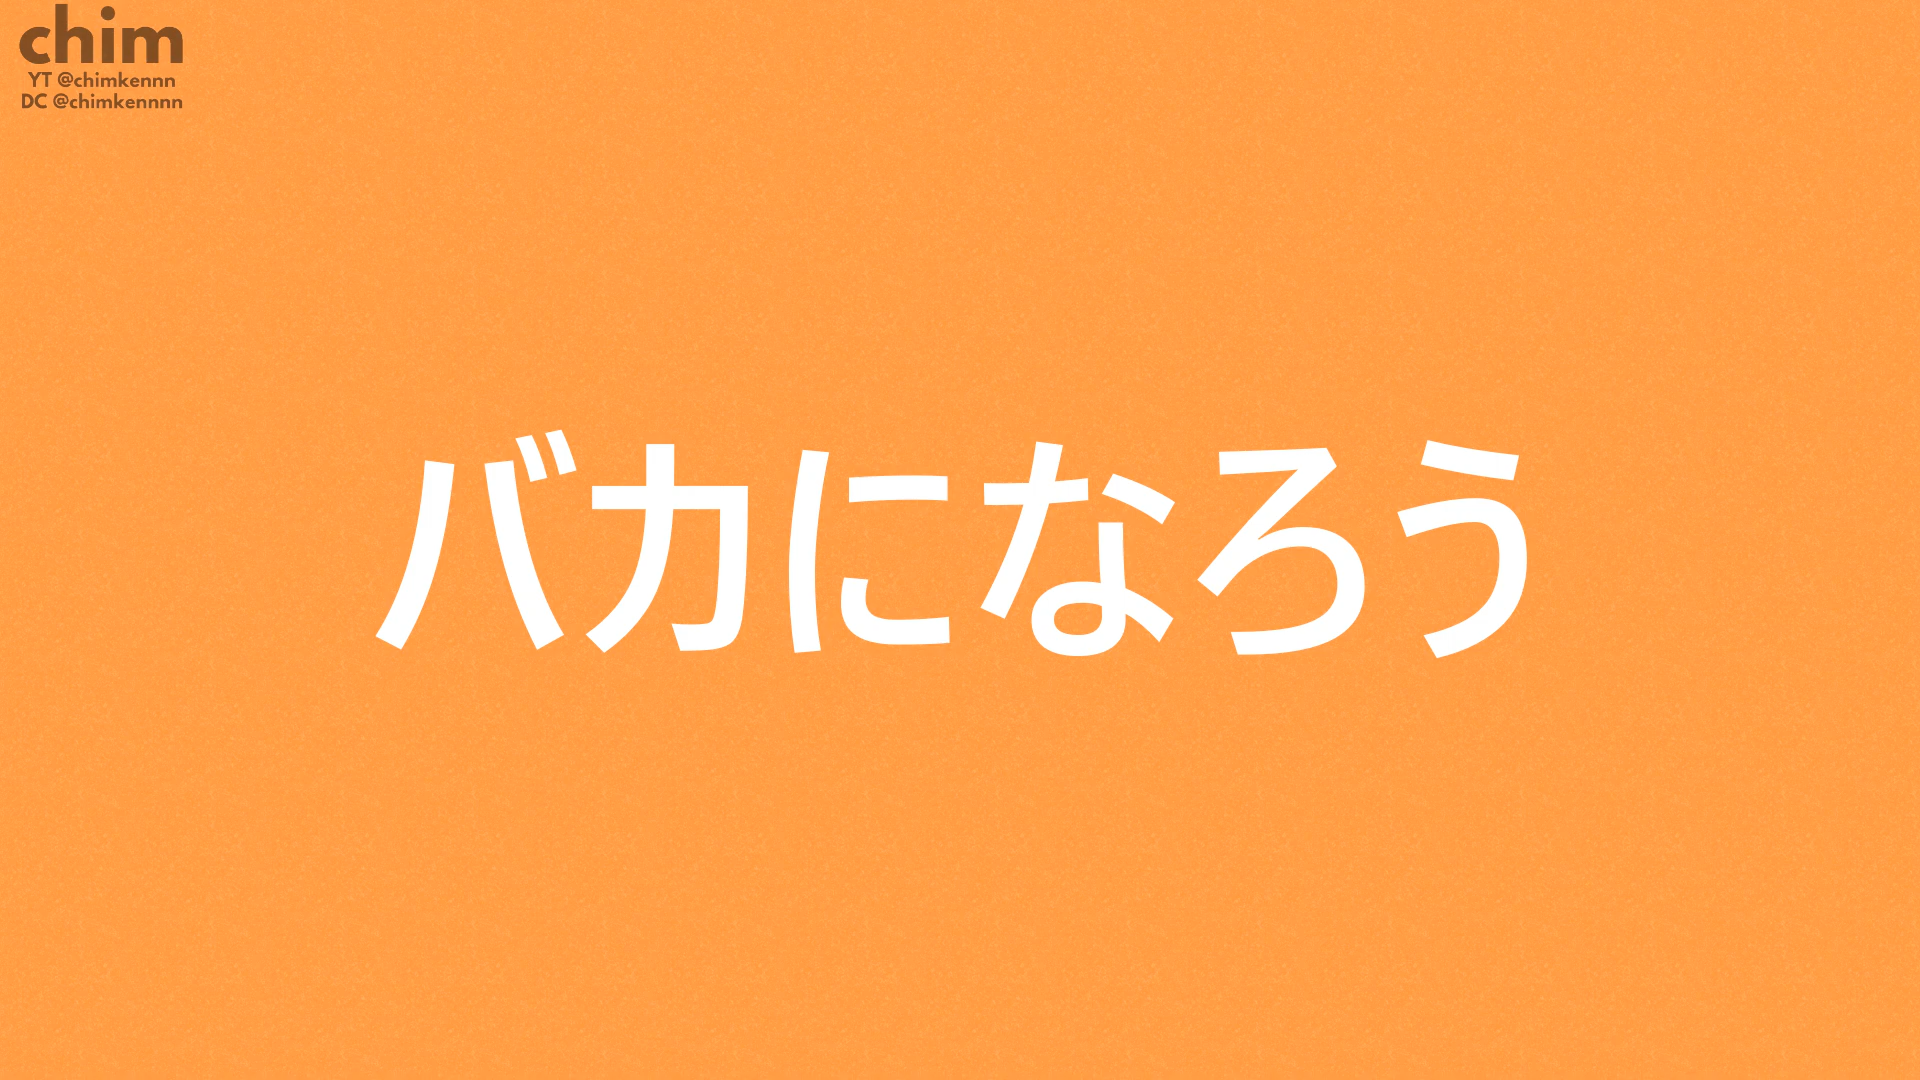 chim
YT @chimkennn
DC @chimkennnn
バカになろう